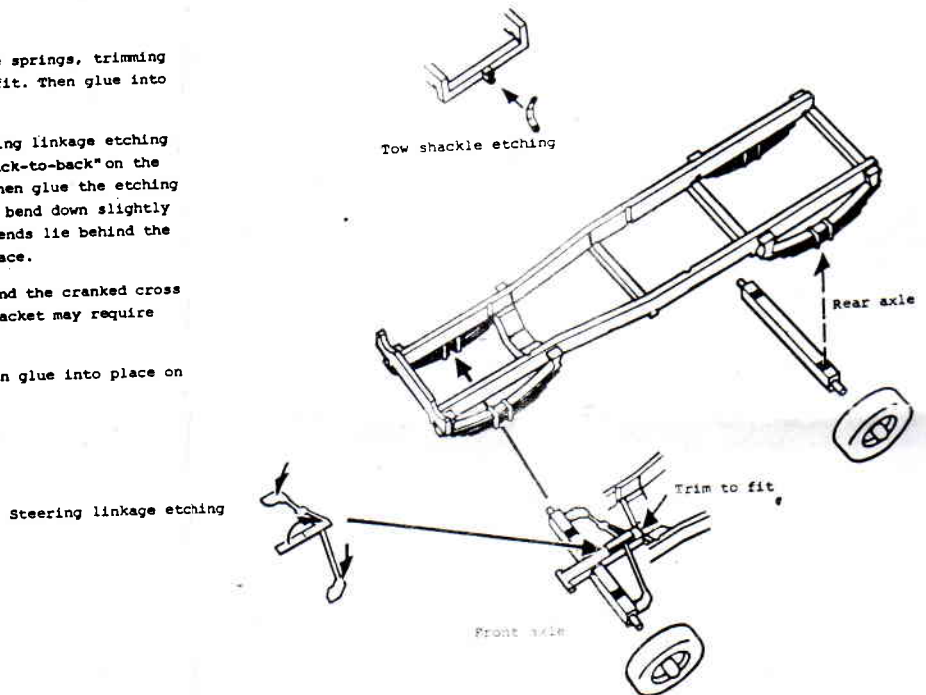 springs, trimming
fit. Then glue into
ing linkage etching
ck-to-back" on the
hen glue the etching
bend down slightly
ends lie behind the
ace.
nd the cranked cross
acket may require
n glue into place on
Tow shackle etching
Rear axle
Trim to fit
Steering linkage etching
Front axle